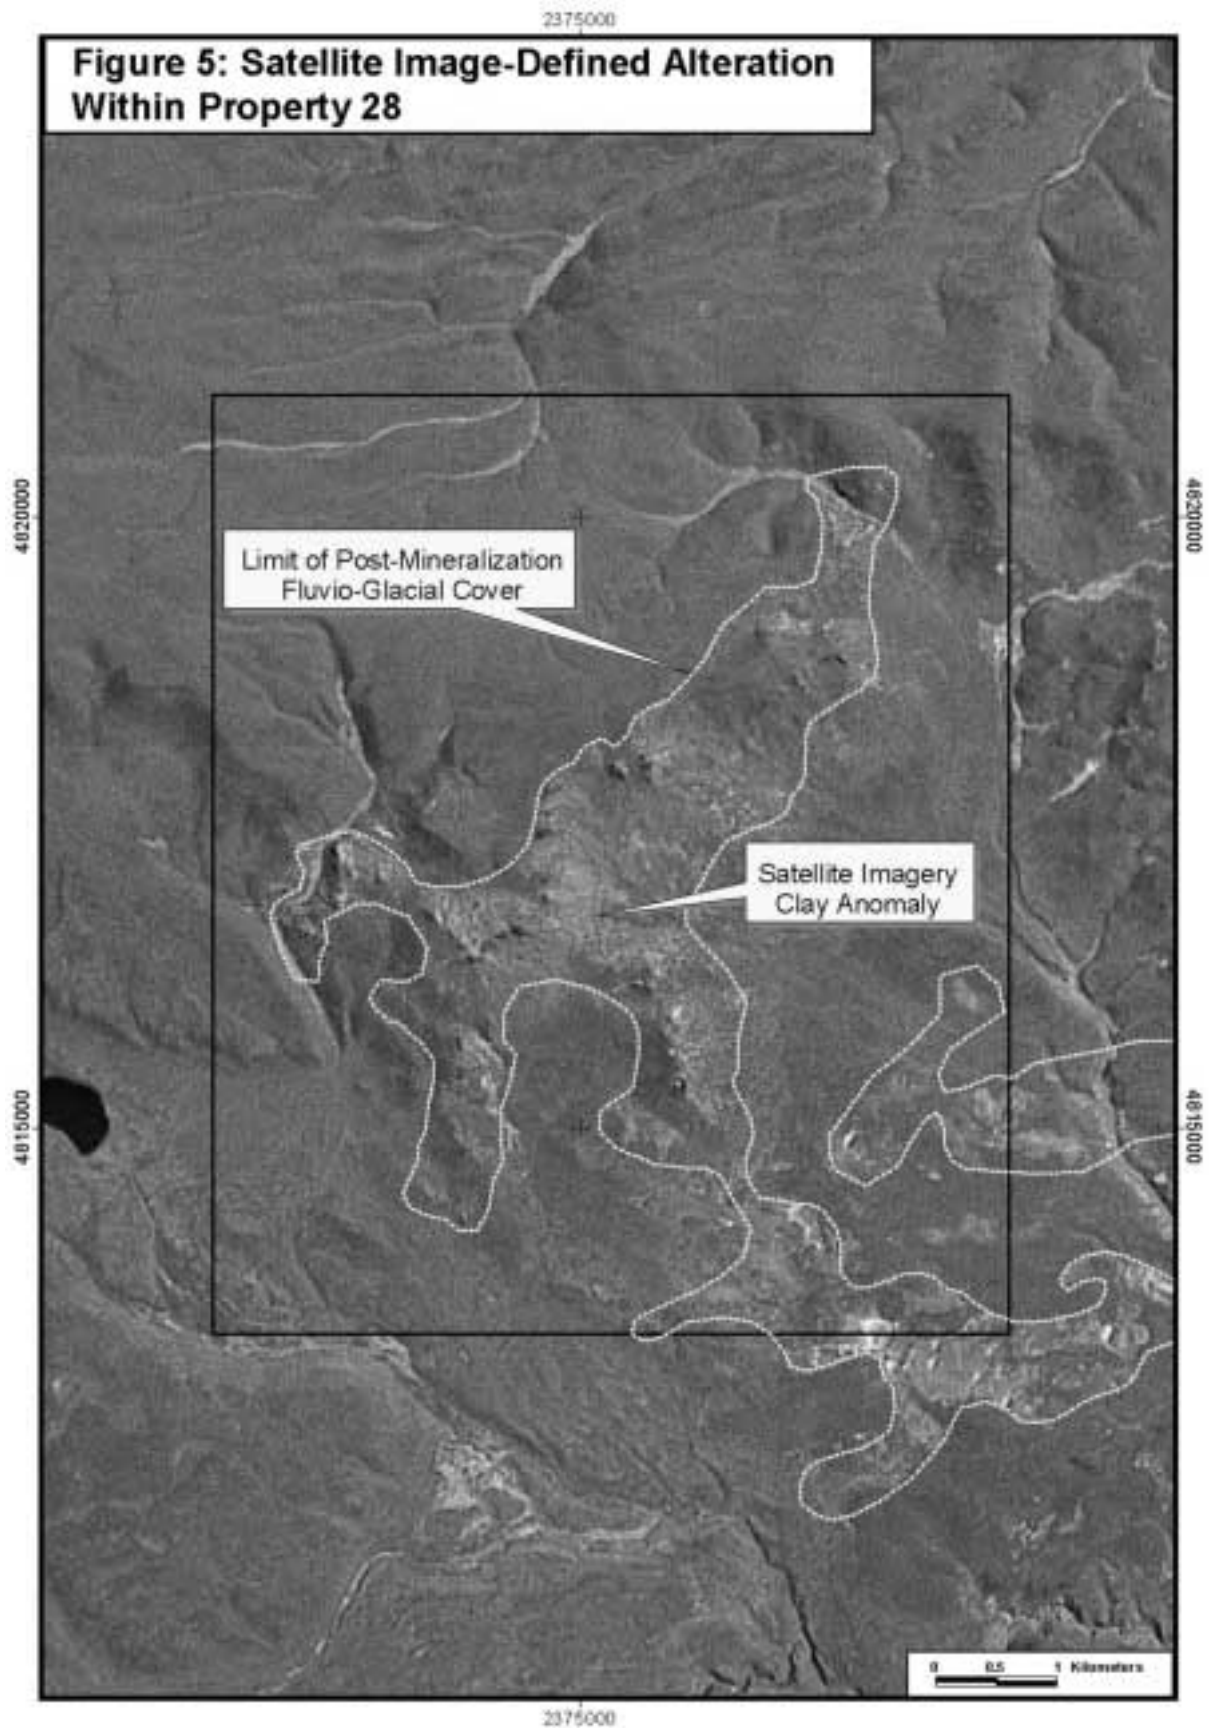 2375000
Figure 5: Satellite Image-Defined Alteration
Within Property 28
4820000
4820000
Limit of Post-Mineralization
Fluvio-Glacial Cover
Satellite Imagery
Clay Anomaly
4815000
4815000
0 0.5 1 Kilometers
2375000